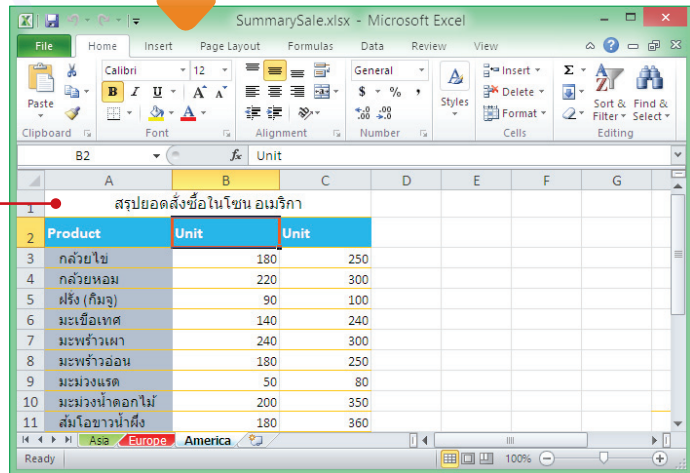 SummarySale.xlsx - Microsoft Excel
File Home Insert Page Layout Formulas Data Review View
Calibri 12 General Insert Σ
Paste B I U A A $ % , Styles Delete Sort & Find &
A .0 .00 .00 .0 Format Filter Select
Clipboard Font Alignment Number Cells Editing
B2 fx Unit
A B C D E F G
1 สรุปยอดสั่งซื้อในโซน อเมริกา
2 Product Unit Unit
3 กล้วยไข่ 180 250
4 กล้วยหอม 220 300
5 ฝรั่ง (กิมจู) 90 100
6 มะเขือเทศ 140 240
7 มะพร้าวเผา 240 300
8 มะพร้าวอ่อน 180 250
9 มะม่วงแรด 50 80
10 มะม่วงน้ำดอกไม้ 200 350
11 ส้มโอขาวน้ำผึ้ง 180 360
Asia Europe America
Ready 100%